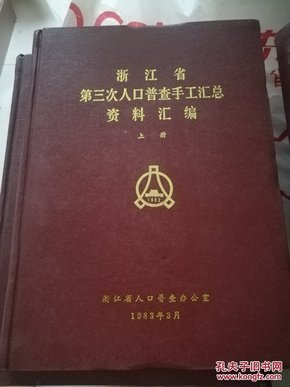 浙江省
第三次人口普查手工汇总
资料汇编
上册
1982
浙江省人口普查办公室
1983年3月
孔夫子旧书网